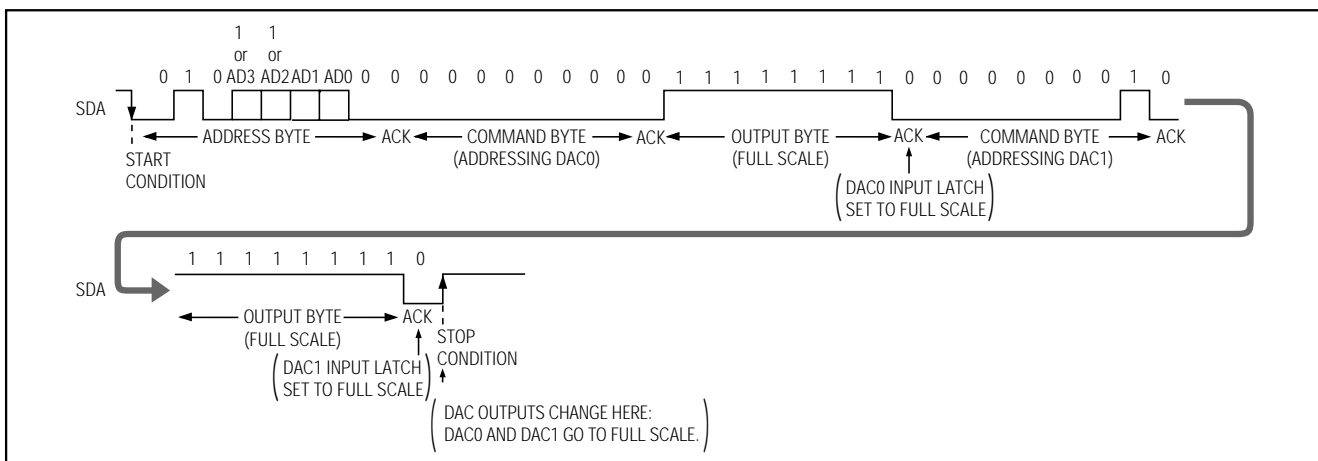 1 1
or or
0 1 0 AD3 AD2 AD1 AD0 0 0 0 0 0 0 0 0 0 0 0 1 1 1 1 1 1 1 1 0 0 0 0 0 0 0 0 1 0
SDA
ADDRESS BYTE ACK COMMAND BYTE ACK OUTPUT BYTE ACK COMMAND BYTE ACK
(ADDRESSING DAC0) (FULL SCALE) (ADDRESSING DAC1)
START
CONDITION
(DAC0 INPUT LATCH
SET TO FULL SCALE)
1 1 1 1 1 1 1 1 0
SDA
OUTPUT BYTE ACK
(FULL SCALE)
STOP
CONDITION
(DAC1 INPUT LATCH
SET TO FULL SCALE)
(DAC OUTPUTS CHANGE HERE:
DAC0 AND DAC1 GO TO FULL SCALE.)